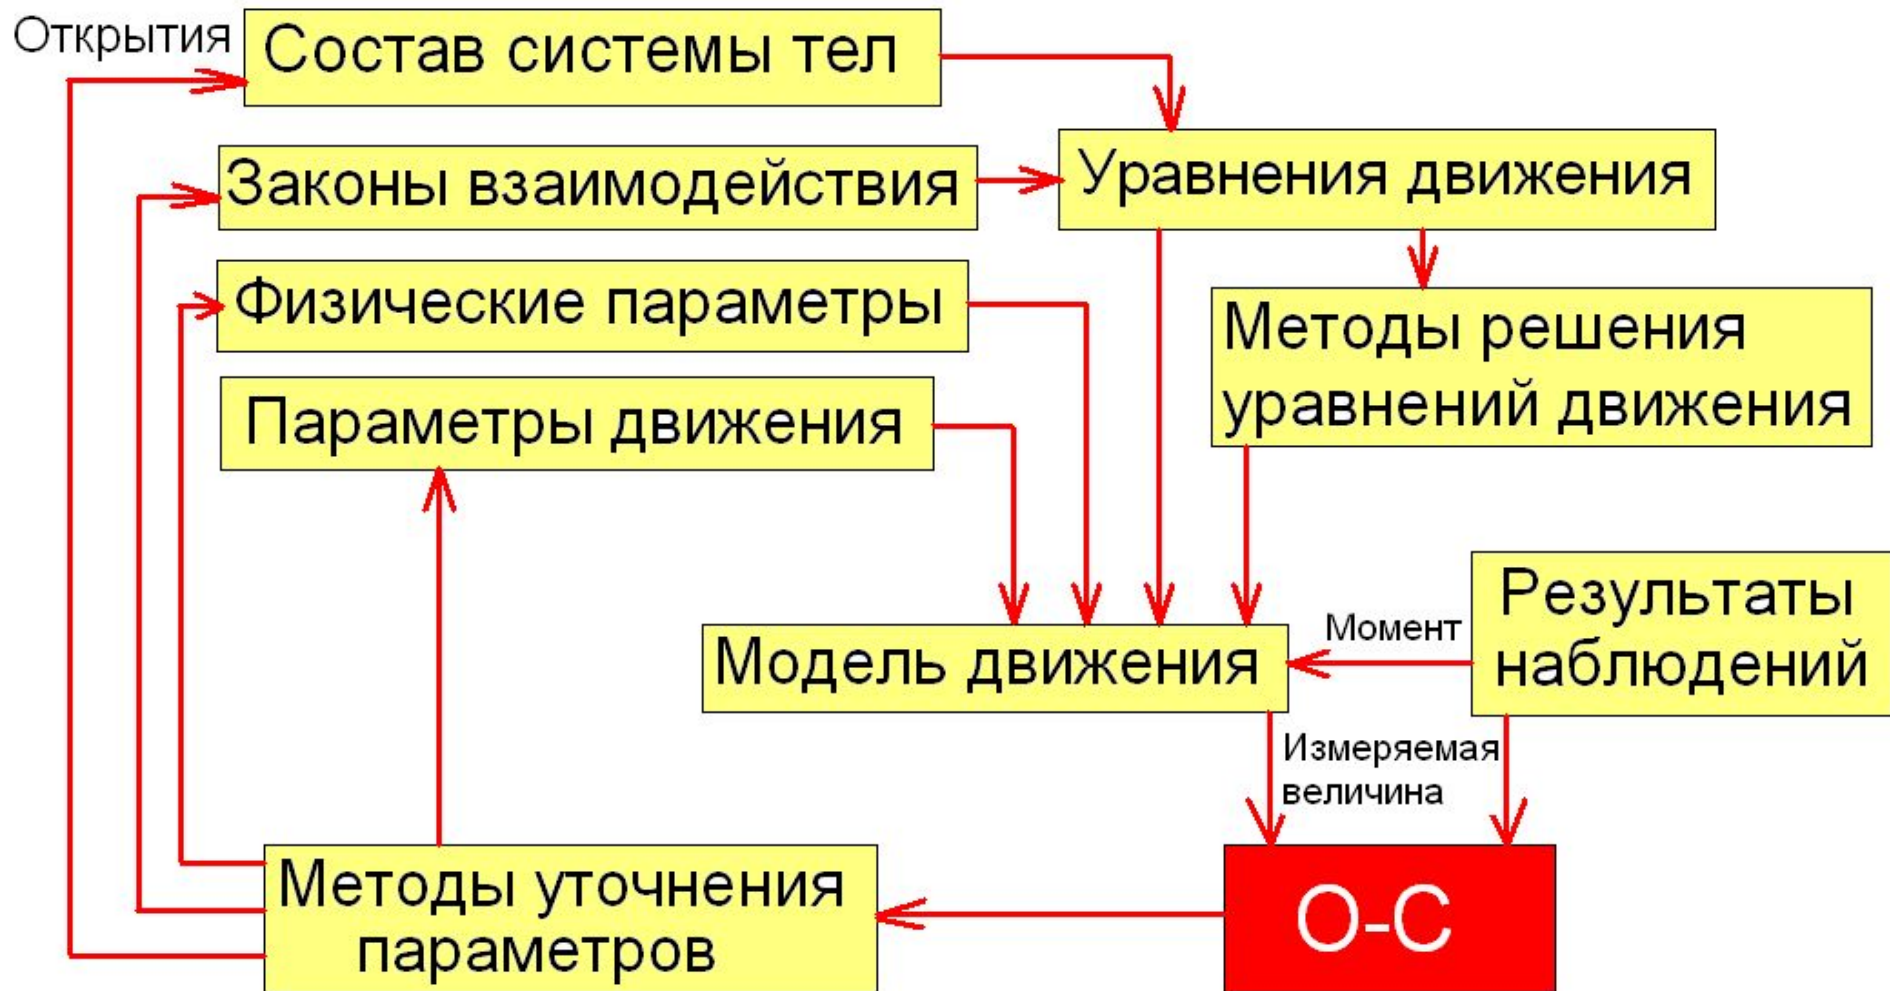 Открытия
Состав системы тел
Законы взаимодействия
Уравнения движения
Физические параметры
Методы решения
уравнений движения
Параметры движения
Результаты
наблюдений
Момент
Модель движения
Измеряемая
величина
Методы уточнения
параметров
О-С